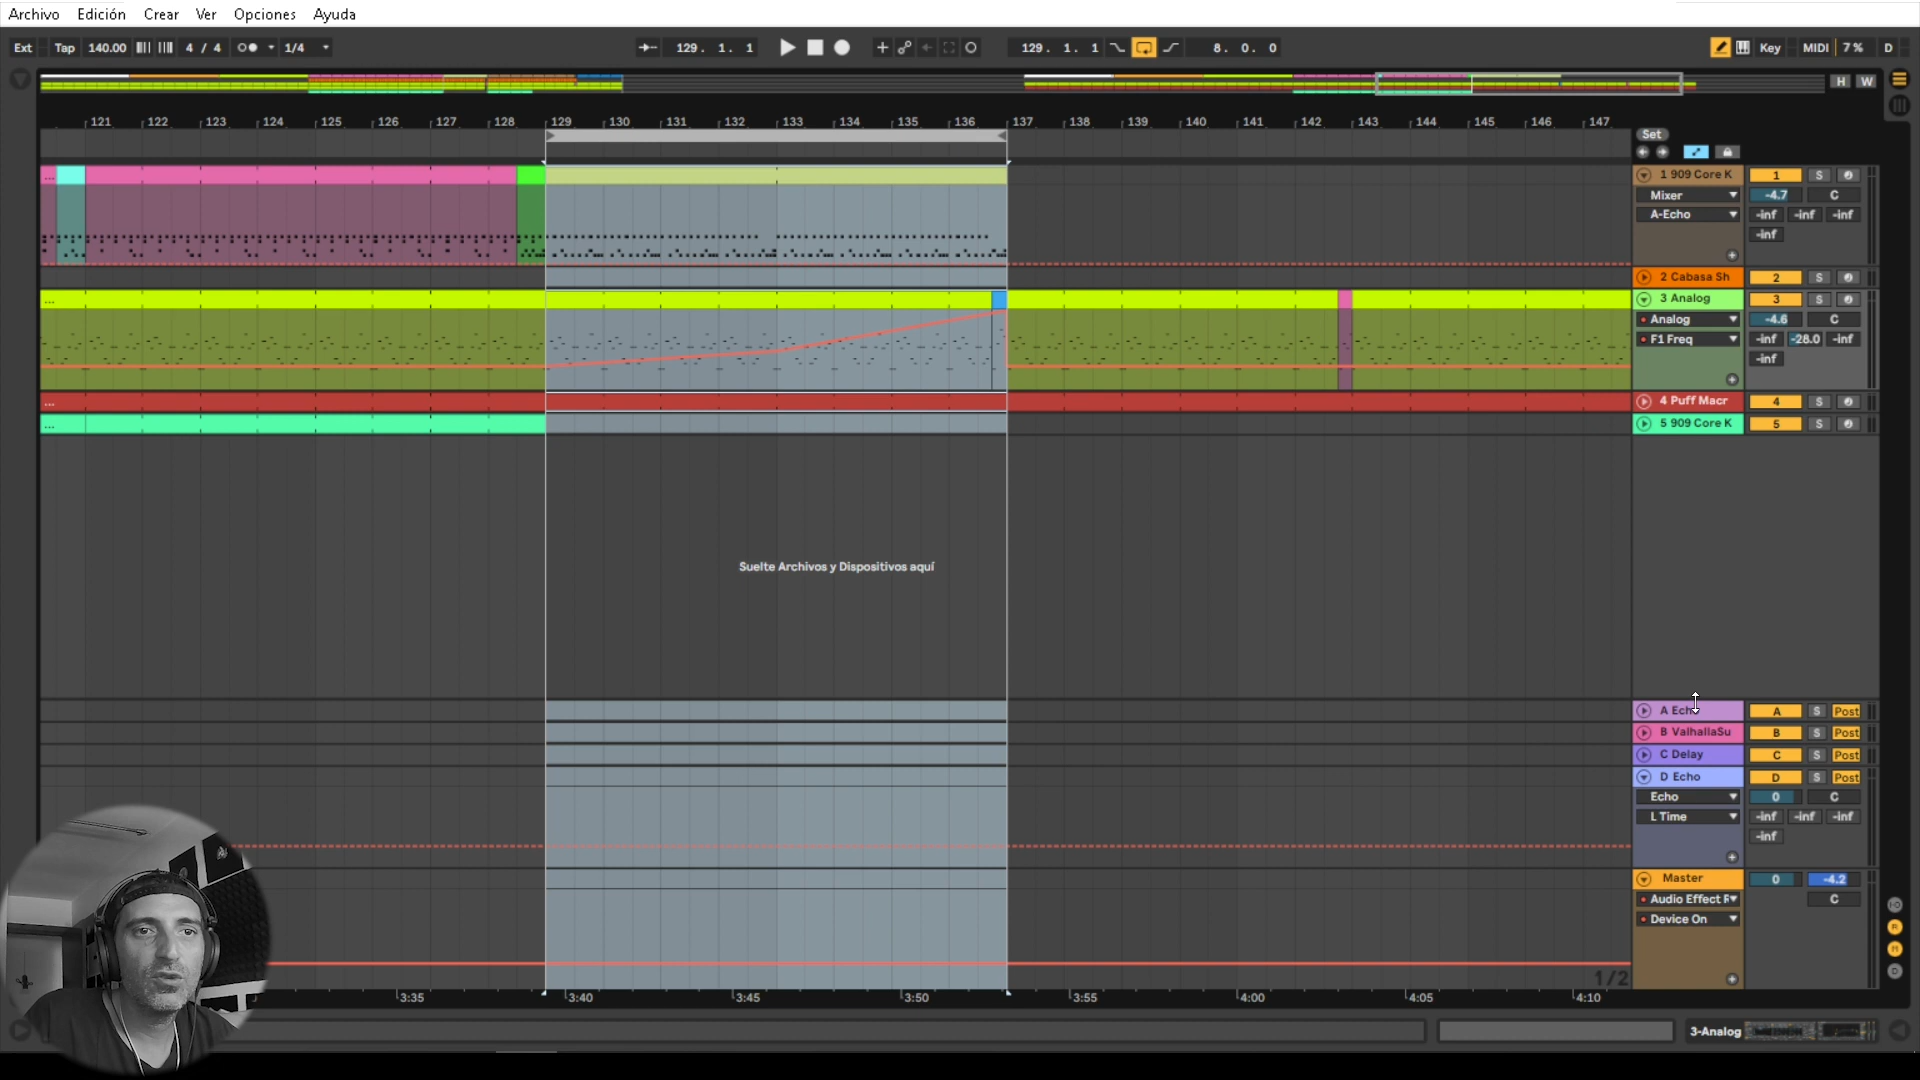 Archivo Edición Crear Ver Opciones Ayuda
Ext Tap 140.00 4 / 4 1/4 129. 1. 1 129. 1. 1 8. 0. 0 Key MIDI 7 % D
H W
121 122 123 124 125 126 127 128 129 130 131 132 133 134 135 136 137 138 139 140 141 142 143 144 145 146 147
Set
... 1 909 Core K 1 S
Mixer -4.7 C
A-Echo -inf -inf -inf
-inf
2 Cabasa Sh 2 S
... 3 Analog 3 S
Analog -4.6 C
F1 Freq -inf -28.0 -inf
-inf
... 4 Puff Macr 4 S
... 5 909 Core K 5 S
Suelte Archivos y Dispositivos aquí
A Echo A S Post
B ValhallaSu B S Post
C Delay C S Post
D Echo D S Post
Echo 0 C
L Time -inf -inf -inf
-inf
Master 0 -4.2
Audio Effect R C
Device On
1/2
3:35 3:40 3:45 3:50 3:55 4:00 4:05 4:10
3-Analog